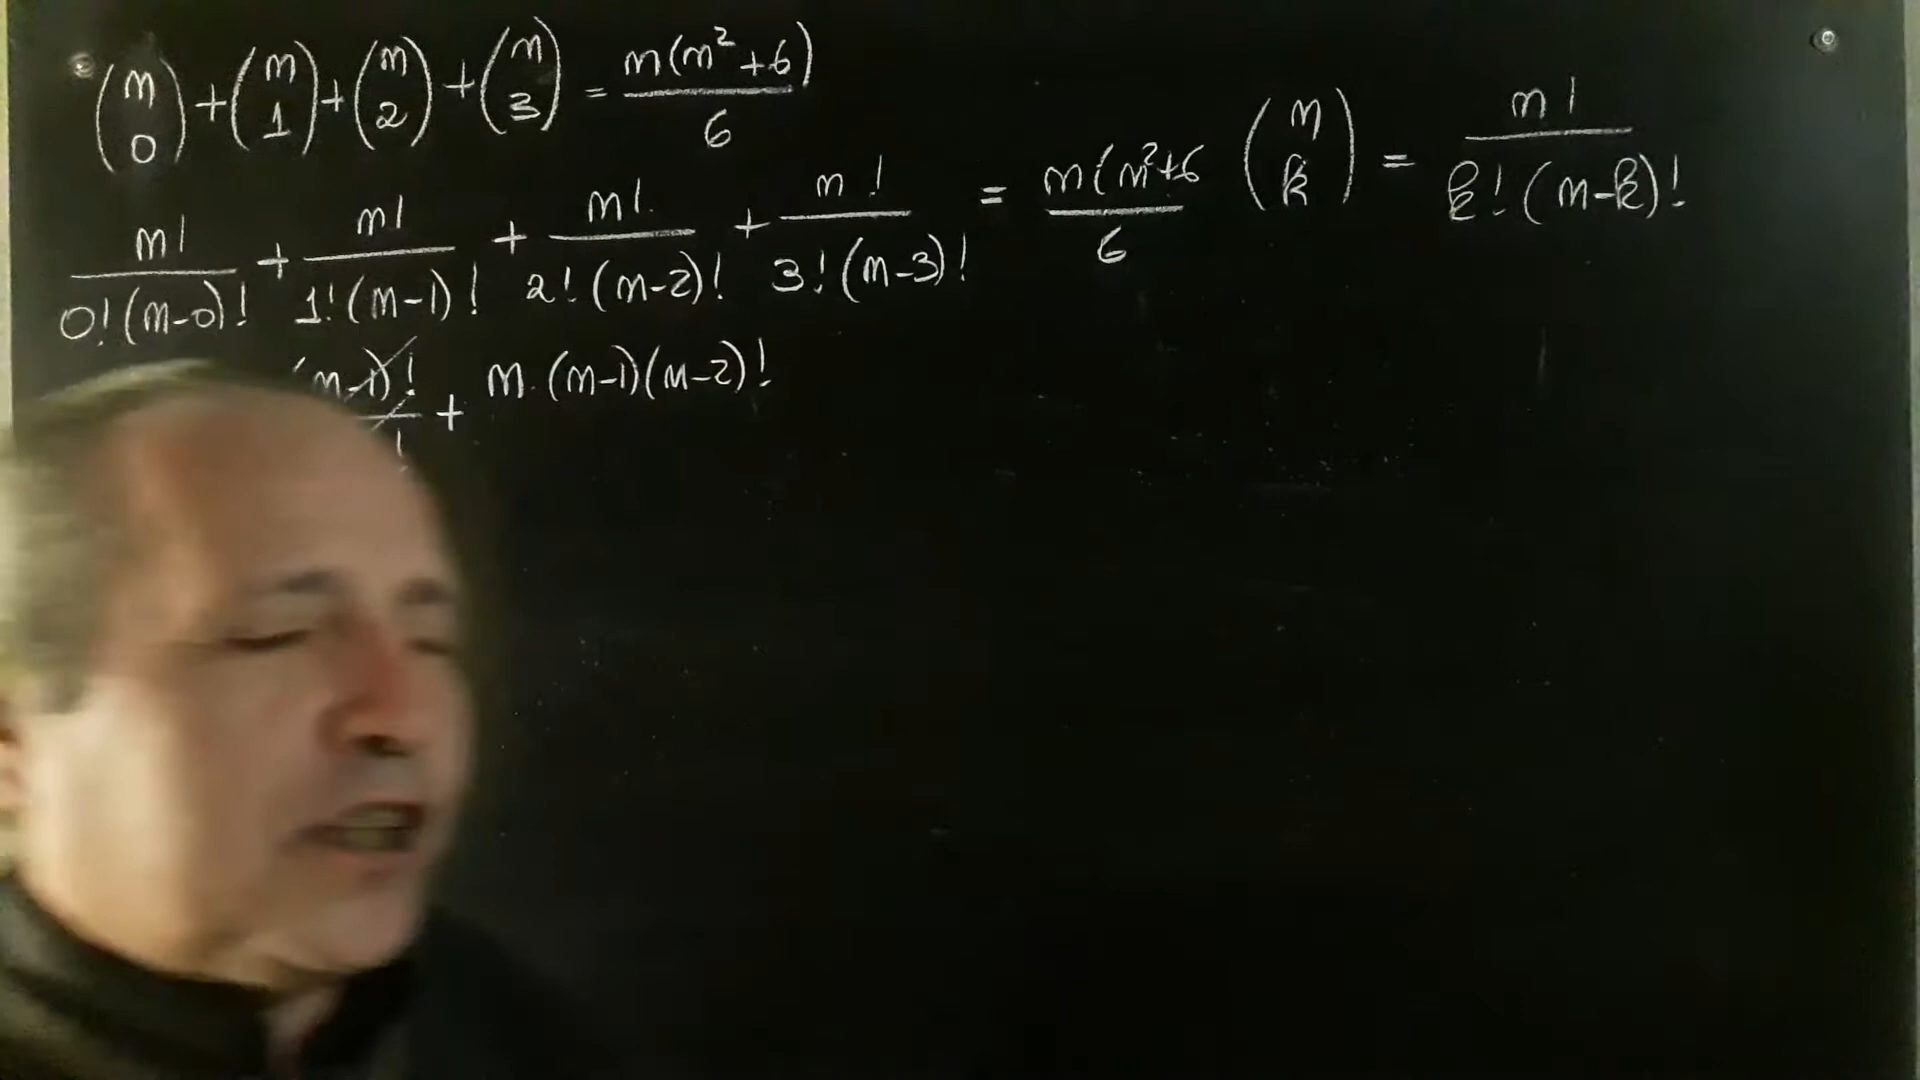 (m 0) + (m 1) + (m 2) + (m 3) = m(m²+6) / 6
m! / 0!(m-0)! + m! / 1!(m-1)! + m! / 2!(m-2)! + m! / 3!(m-3)! = m(m²+6 / 6
(m k) = m! / k!(m-k)!
(m-1)! / ! + m.(m-1)(m-2)!